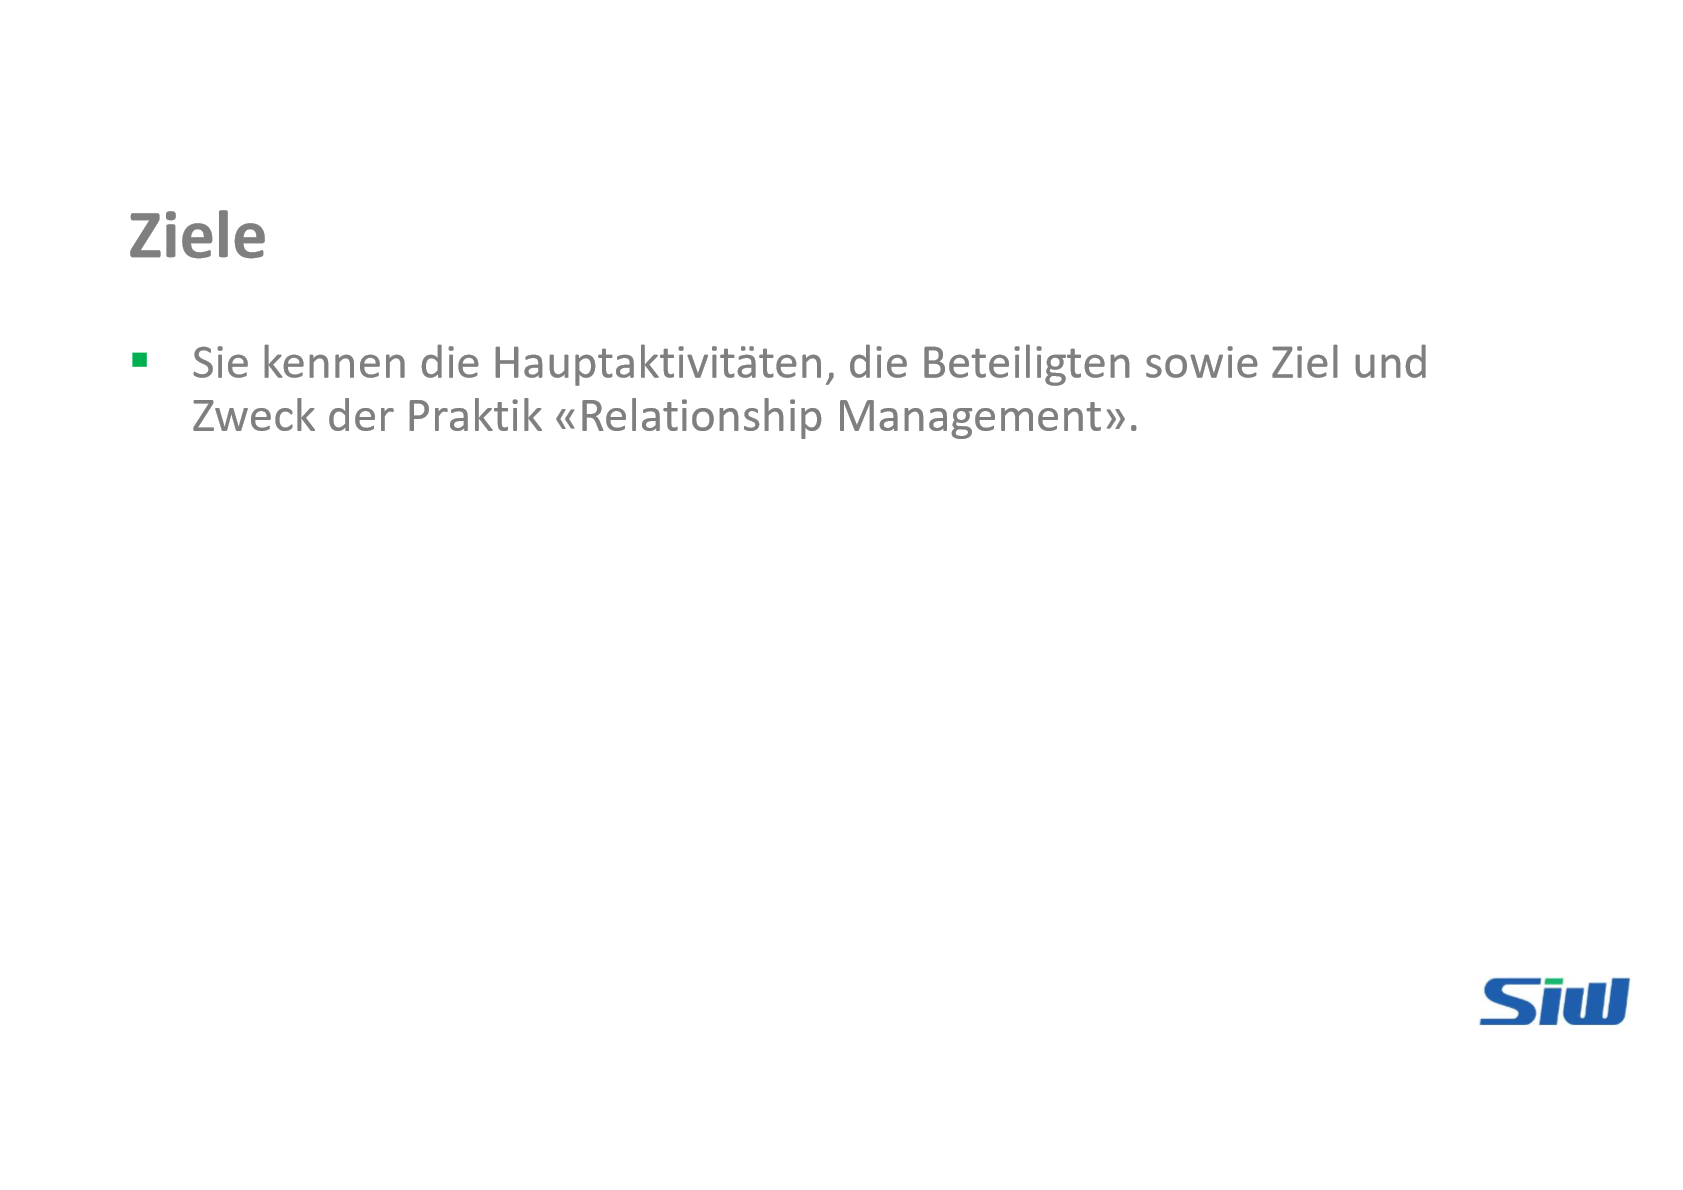 Ziele
▪ Sie kennen die Hauptaktivitäten, die Beteiligten sowie Ziel und
Zweck der Praktik «Relationship Management».
Siw